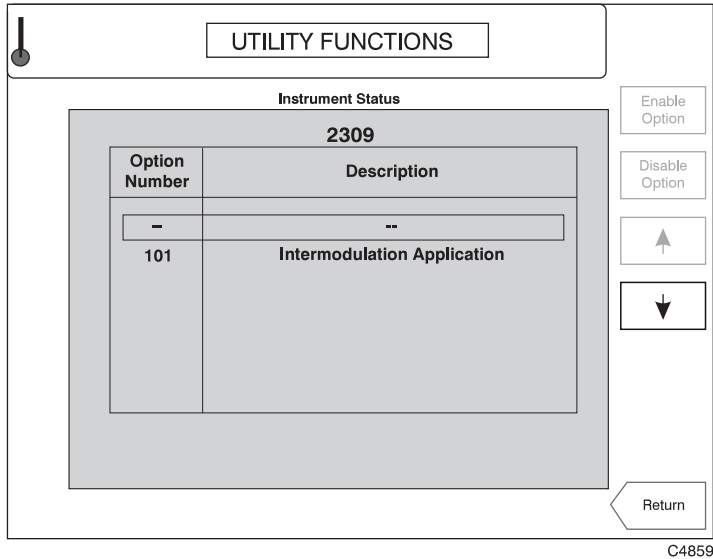 UTILITY FUNCTIONS
Instrument Status
2309
Option
Number
Description
–
--
101
Intermodulation Application
Enable
Option
Disable
Option
Return
C4859